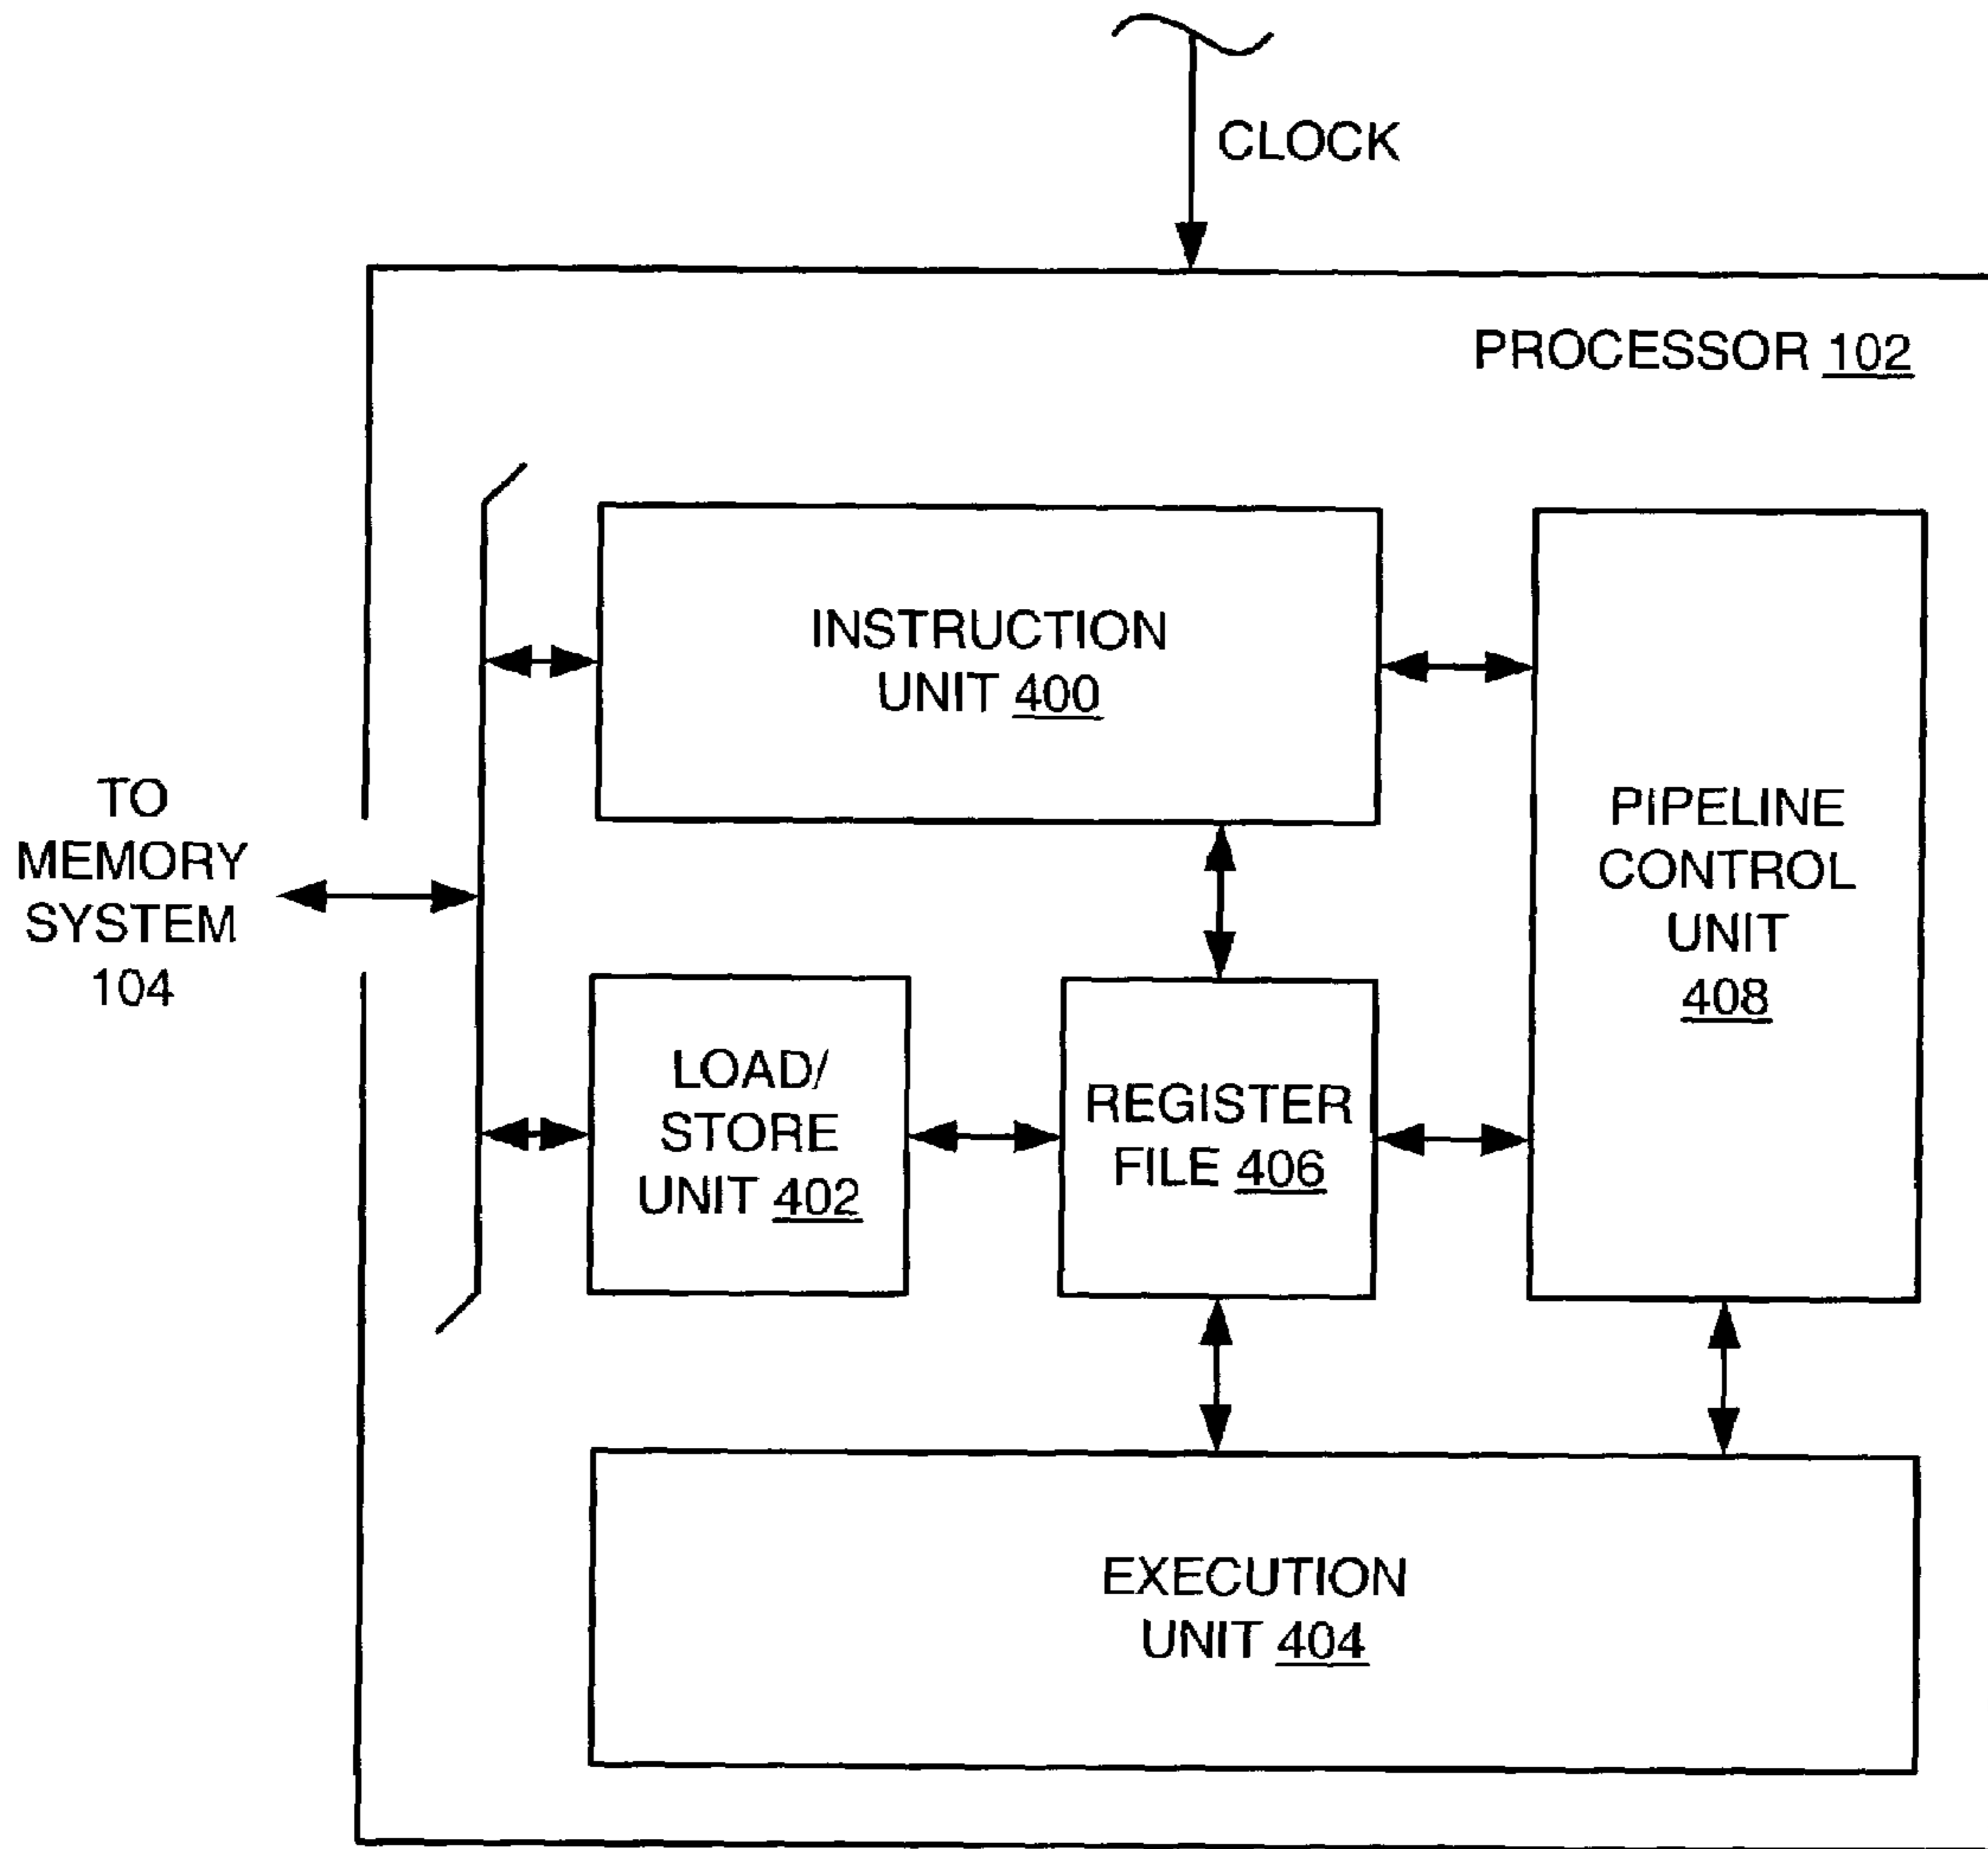 CLOCK
PROCESSOR 102
INSTRUCTION
UNIT 400
TO
MEMORY
SYSTEM
104
PIPELINE
CONTROL
UNIT
408
LOAD/
STORE
UNIT 402
REGISTER
FILE 406
EXECUTION
UNIT 404